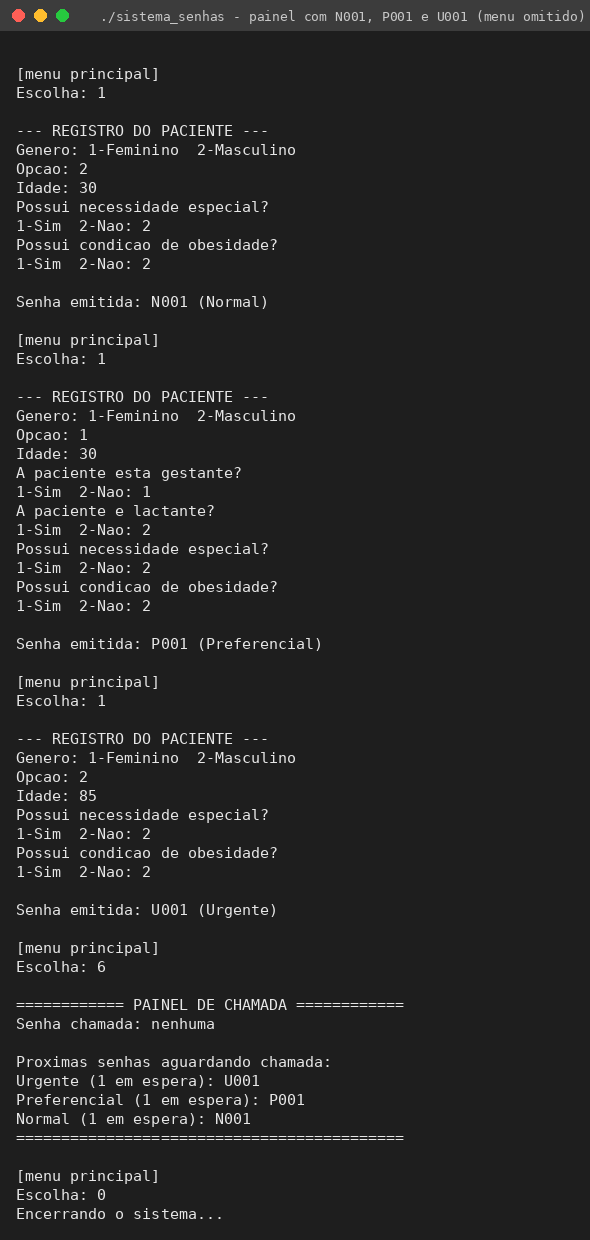 ./sistema_senhas - painel com N001, P001 e U001 (menu omitido)
[menu principal]
Escolha: 1
--- REGISTRO DO PACIENTE ---
Genero: 1-Feminino  2-Masculino
Opcao: 2
Idade: 30
Possui necessidade especial?
1-Sim  2-Nao: 2
Possui condicao de obesidade?
1-Sim  2-Nao: 2
Senha emitida: N001 (Normal)
[menu principal]
Escolha: 1
--- REGISTRO DO PACIENTE ---
Genero: 1-Feminino  2-Masculino
Opcao: 1
Idade: 30
A paciente esta gestante?
1-Sim  2-Nao: 1
A paciente e lactante?
1-Sim  2-Nao: 2
Possui necessidade especial?
1-Sim  2-Nao: 2
Possui condicao de obesidade?
1-Sim  2-Nao: 2
Senha emitida: P001 (Preferencial)
[menu principal]
Escolha: 1
--- REGISTRO DO PACIENTE ---
Genero: 1-Feminino  2-Masculino
Opcao: 2
Idade: 85
Possui necessidade especial?
1-Sim  2-Nao: 2
Possui condicao de obesidade?
1-Sim  2-Nao: 2
Senha emitida: U001 (Urgente)
[menu principal]
Escolha: 6
============ PAINEL DE CHAMADA ============
Senha chamada: nenhuma
Proximas senhas aguardando chamada:
Urgente (1 em espera): U001
Preferencial (1 em espera): P001
Normal (1 em espera): N001
===========================================
[menu principal]
Escolha: 0
Encerrando o sistema...